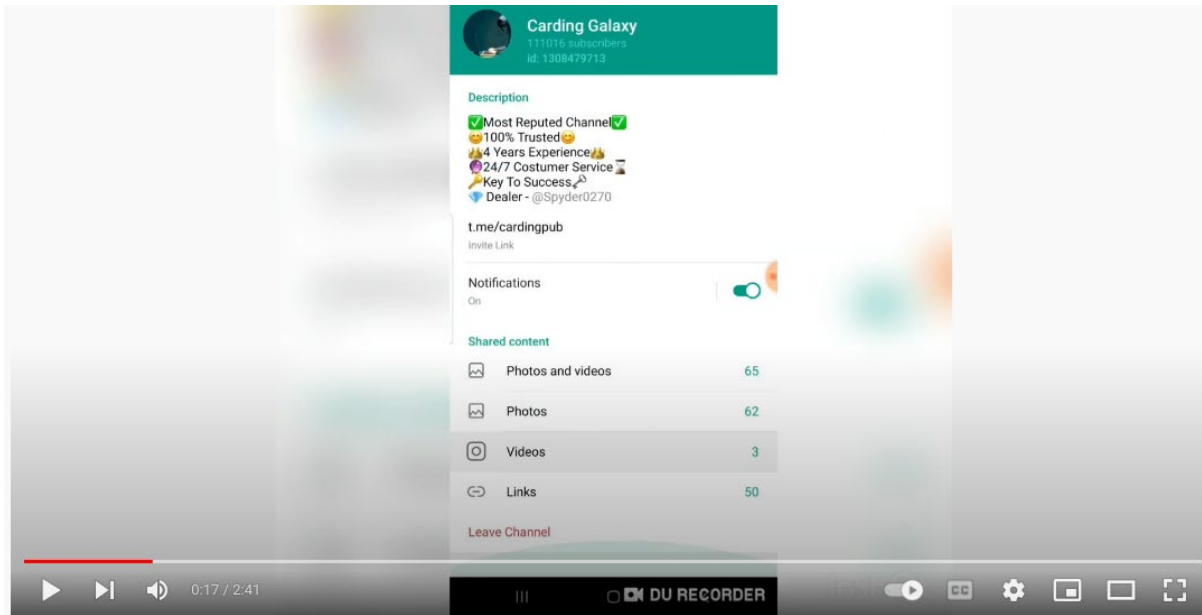 Carding Galaxy
111016 subscribers
id: 1308479713
Description
✅Most Reputed Channel✅
😊100% Trusted😊
👑4 Years Experience👑
🔮24/7 Costumer Service⌛
🔑Key To Success🗝
💎 Dealer - @Spyder0270
t.me/cardingpub
Invite Link
Notifications
On
Shared content
Photos and videos 65
Photos 62
Videos 3
Links 50
Leave Channel
DU RECORDER
0:17 / 2:41
CC